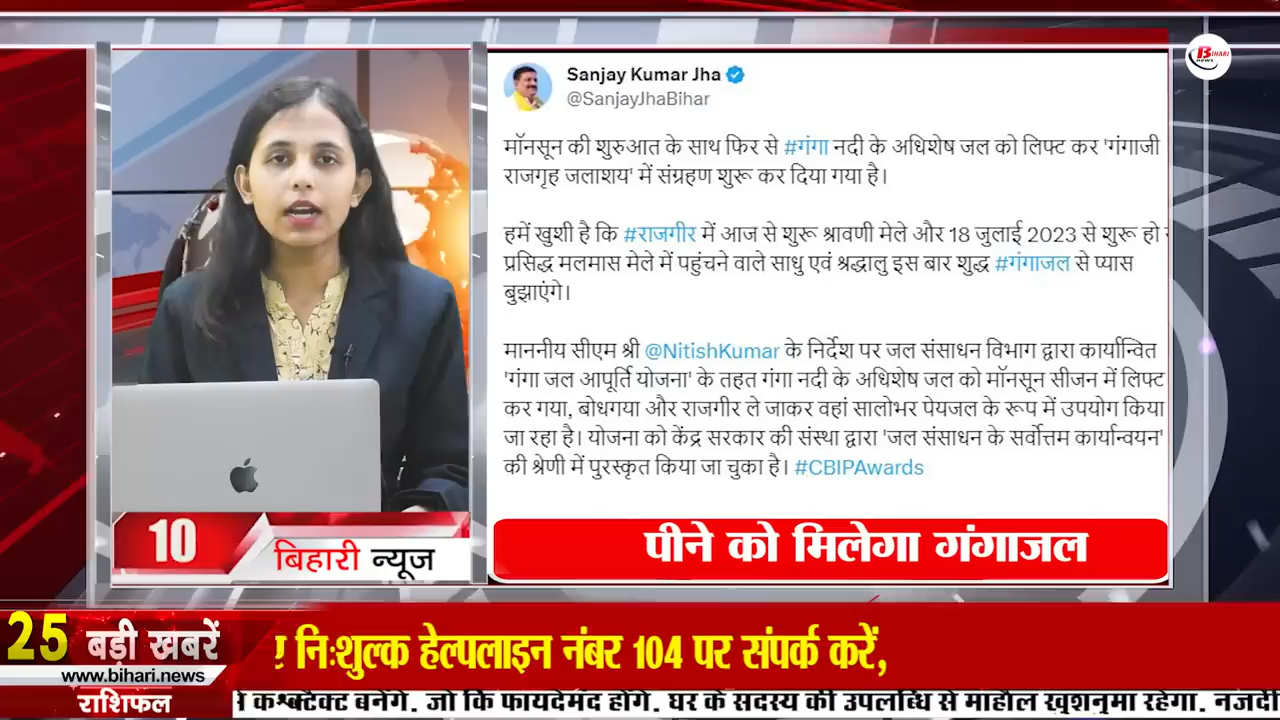 BIHARI
news
Sanjay Kumar Jha
@SanjayJhaBihar
मॉनसून की शुरुआत के साथ फिर से #गंगा नदी के अधिशेष जल को लिफ्ट कर 'गंगाजी
राजगृह जलाशय' में संग्रहण शुरू कर दिया गया है।
हमें खुशी है कि #राजगीर में आज से शुरू श्रावणी मेले और 18 जुलाई 2023 से शुरू हो
प्रसिद्ध मलमास मेले में पहुंचने वाले साधु एवं श्रद्धालु इस बार शुद्ध #गंगाजल से प्यास
बुझाएंगे।
माननीय सीएम श्री @NitishKumar के निर्देश पर जल संसाधन विभाग द्वारा कार्यान्वित
'गंगा जल आपूर्ति योजना' के तहत गंगा नदी के अधिशेष जल को मॉनसून सीजन में लिफ्ट
कर गया, बोधगया और राजगीर ले जाकर वहां सालोभर पेयजल के रूप में उपयोग किया
जा रहा है। योजना को केंद्र सरकार की संस्था द्वारा 'जल संसाधन के सर्वोत्तम कार्यान्वयन'
की श्रेणी में पुरस्कृत किया जा चुका है। #CBIPAwards
10
बिहारी न्यूज
पीने को मिलेगा गंगाजल
25 बड़ी खबरें
www.bihari.news
निःशुल्क हेल्पलाइन नंबर 104 पर संपर्क करें,
राशिफल
बनेंगे. जो कि फायदेमंद होंगे. घर के सदस्य की उपलब्धि से माहौल खुशनुमा रहेगा. नजदी